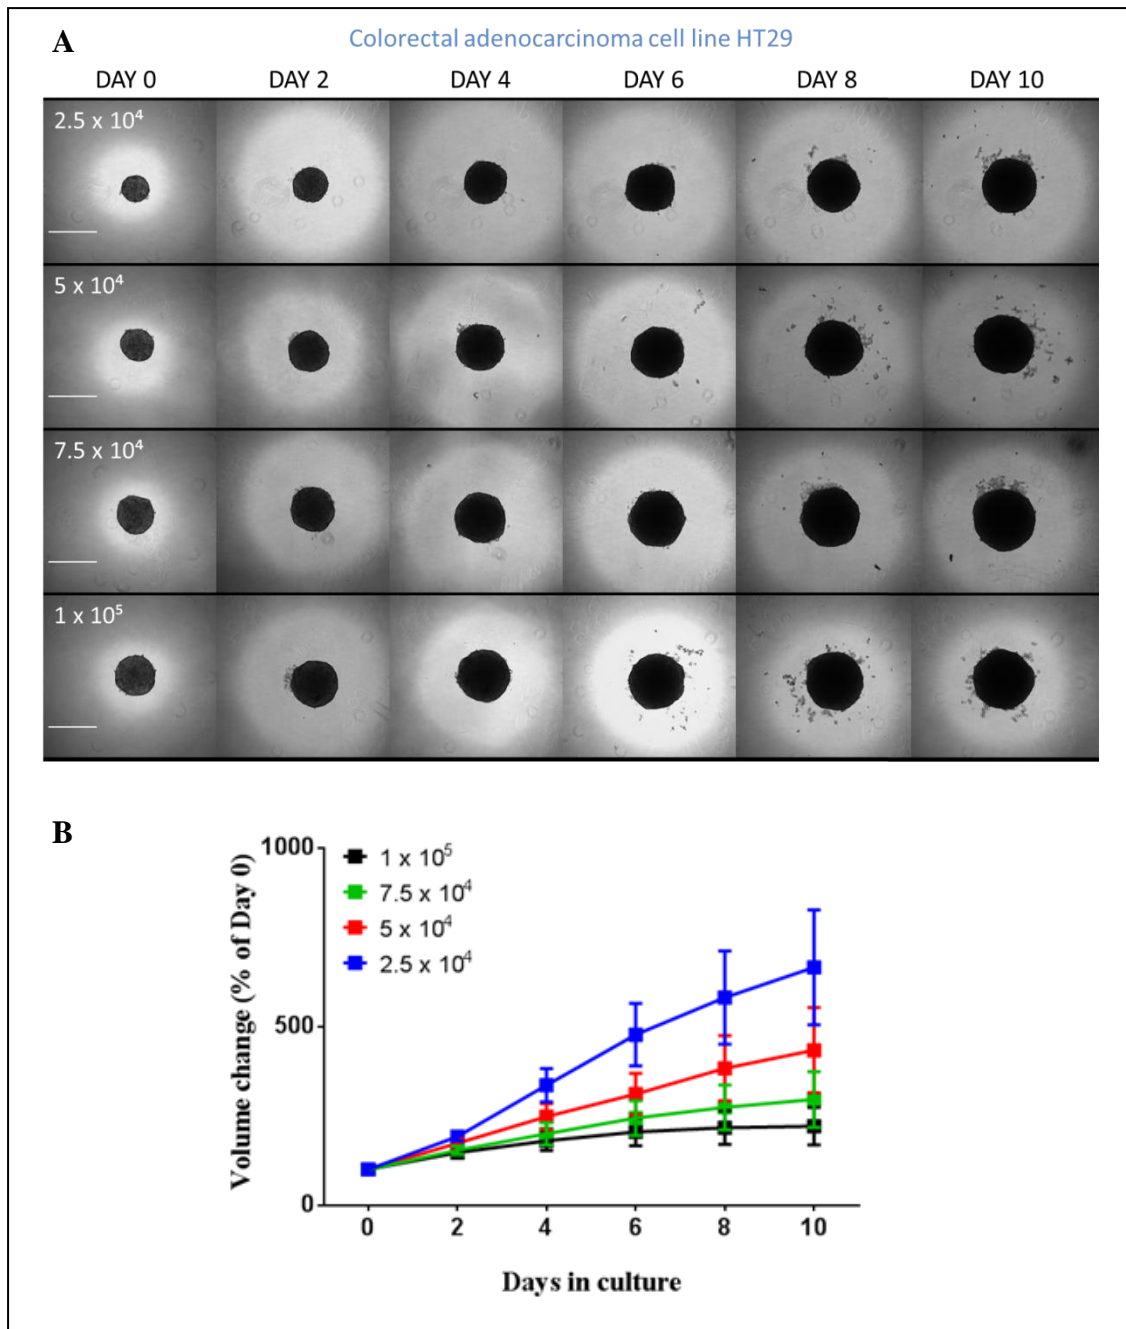 A
Colorectal adenocarcinoma cell line HT29
DAY 0 DAY 2 DAY 4 DAY 6 DAY 8 DAY 10
2.5 x 10⁴
5 x 10⁴
7.5 x 10⁴
1 x 10⁵
B
Volume change (% of Day 0)
1000
500
0
1 x 10⁵
7.5 x 10⁴
5 x 10⁴
2.5 x 10⁴
0 2 4 6 8 10
Days in culture